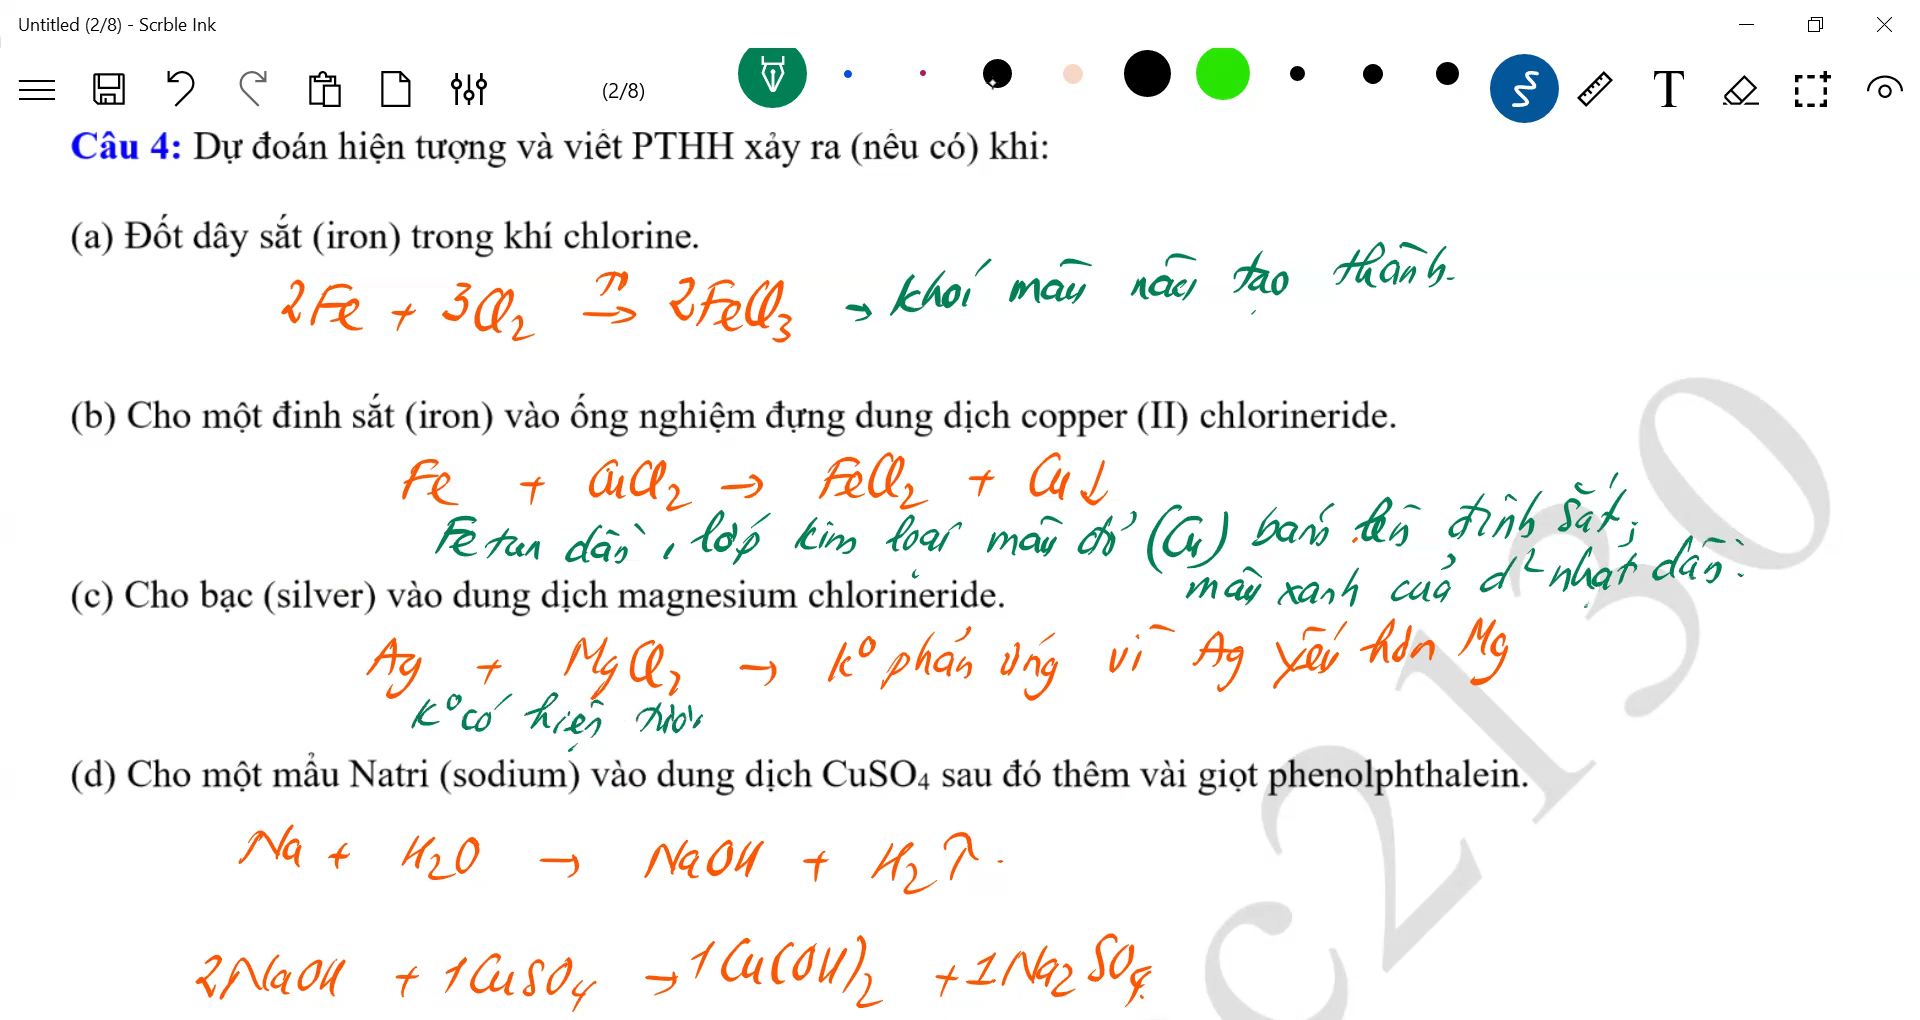 Untitled (2/8) - Scrble Ink
(2/8)
T
Câu 4: Dự đoán hiện tượng và viết PTHH xảy ra (nếu có) khi:
(a) Đốt dây sắt (iron) trong khí chlorine.
2Fe + 3Cl2 →(t°) 2FeCl3 → khói màu nâu tạo thành.
(b) Cho một đinh sắt (iron) vào ống nghiệm đựng dung dịch copper (II) chlorineride.
Fe + CuCl2 → FeCl2 + Cu↓
Fe tan dần, lớp kim loại màu đỏ (Cu) bám lên đinh sắt;
màu xanh của d² nhạt dần.
(c) Cho bạc (silver) vào dung dịch magnesium chlorineride.
Ag + MgCl2 → k° phản ứng vì Ag yếu hơn Mg
k° có hiện tượng
(d) Cho một mẩu Natri (sodium) vào dung dịch CuSO4 sau đó thêm vài giọt phenolphthalein.
Na + H2O → NaOH + H2↑.
2NaOH + 1CuSO4 → 1Cu(OH)2 + 1Na2SO4
c2130